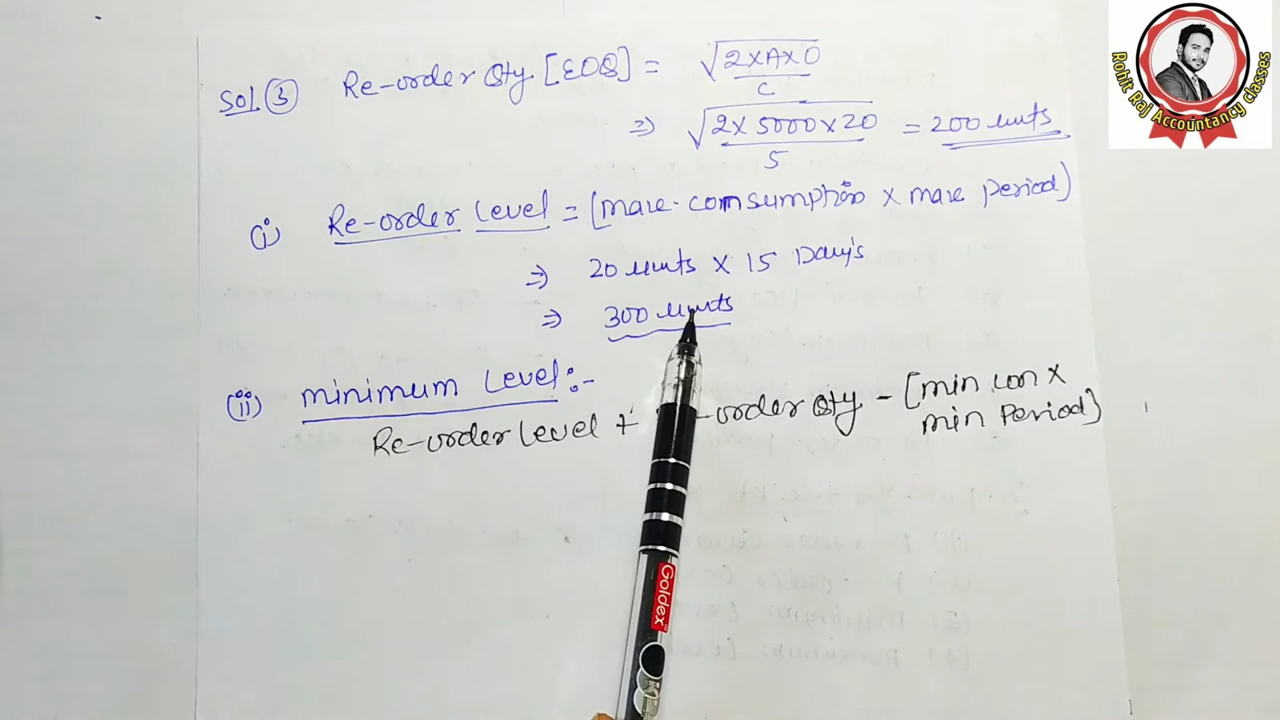 Sol. 3 Re-order Qty [EOQ] = √2×A×O
C
⇒ √2× 5000×20 = 200 units
5
(i) Re-order Level = (max. comsumption × max Period)
⇒ 20 units × 15 Day's
⇒ 300 units
(ii) minimum Level:-
Re-order Level + -order Qty - [min con ×
min Period]
Goldex
Rohit Raj Accountancy classes